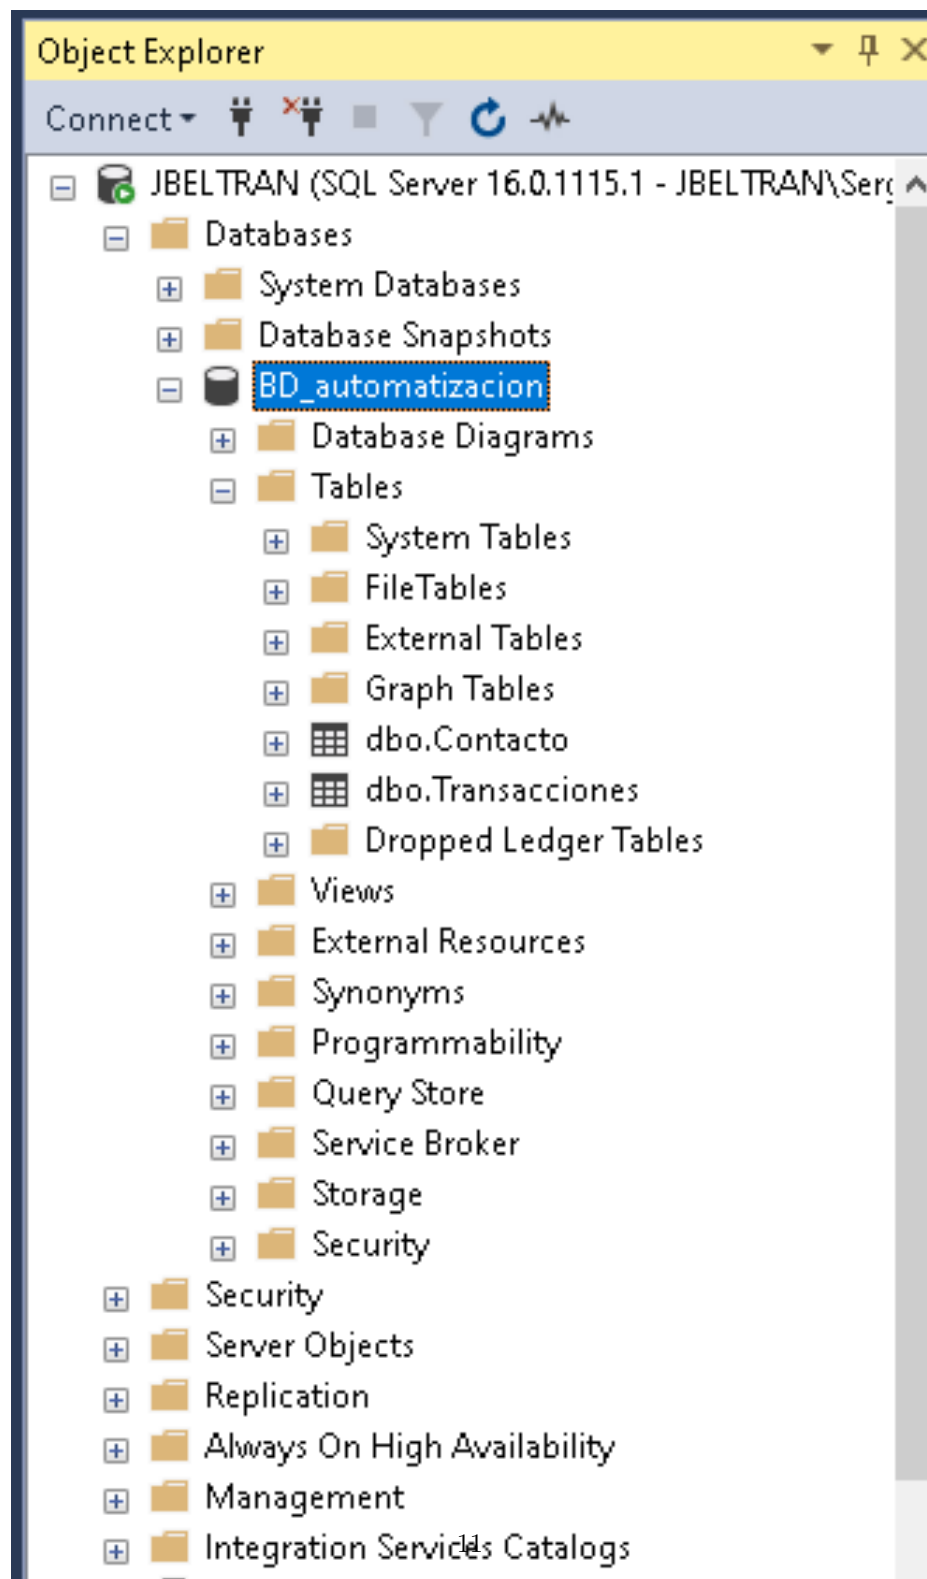 Object Explorer
Connect
JBELTRAN (SQL Server 16.0.1115.1 - JBELTRAN\Serg
Databases
System Databases
Database Snapshots
BD_automatizacion
Database Diagrams
Tables
System Tables
FileTables
External Tables
Graph Tables
dbo.Contacto
dbo.Transacciones
Dropped Ledger Tables
Views
External Resources
Synonyms
Programmability
Query Store
Service Broker
Storage
Security
Security
Server Objects
Replication
Always On High Availability
Management
Integration Services Catalogs
11